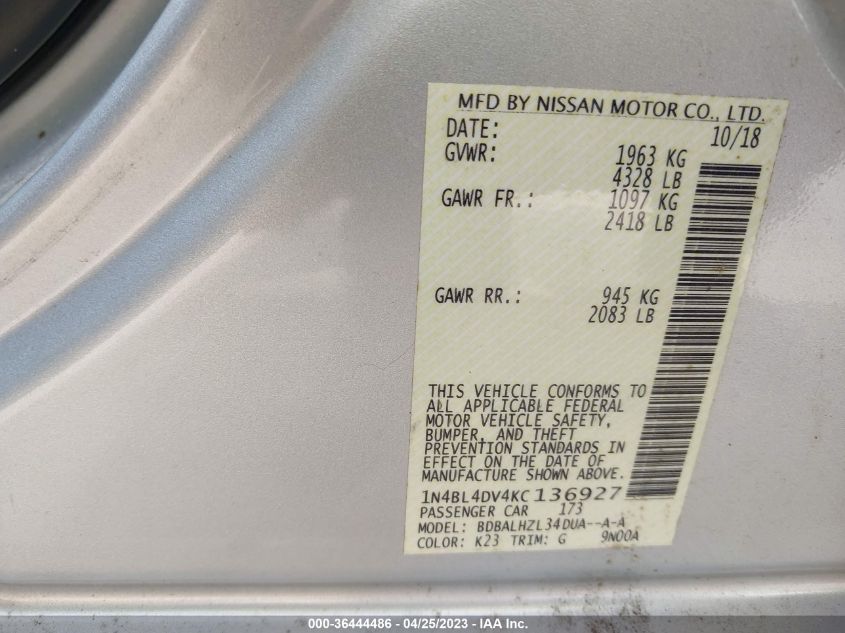 MFD BY NISSAN MOTOR CO., LTD.
DATE: 10/18
GVWR: 1963 KG
4328 LB
GAWR FR.: 1097 KG
2418 LB
GAWR RR.: 945 KG
2083 LB
THIS VEHICLE CONFORMS TO
ALL APPLICABLE FEDERAL
MOTOR VEHICLE SAFETY,
BUMPER, AND THEFT
PREVENTION STANDARDS IN
EFFECT ON THE DATE OF
MANUFACTURE SHOWN ABOVE.
1N4BL4DV4KC136927
PASSENGER CAR 173
MODEL: BDBALHZL34DUA--A-A
COLOR: K23 TRIM: G 9N00A
000-36444486 - 04/25/2023 - IAA Inc.